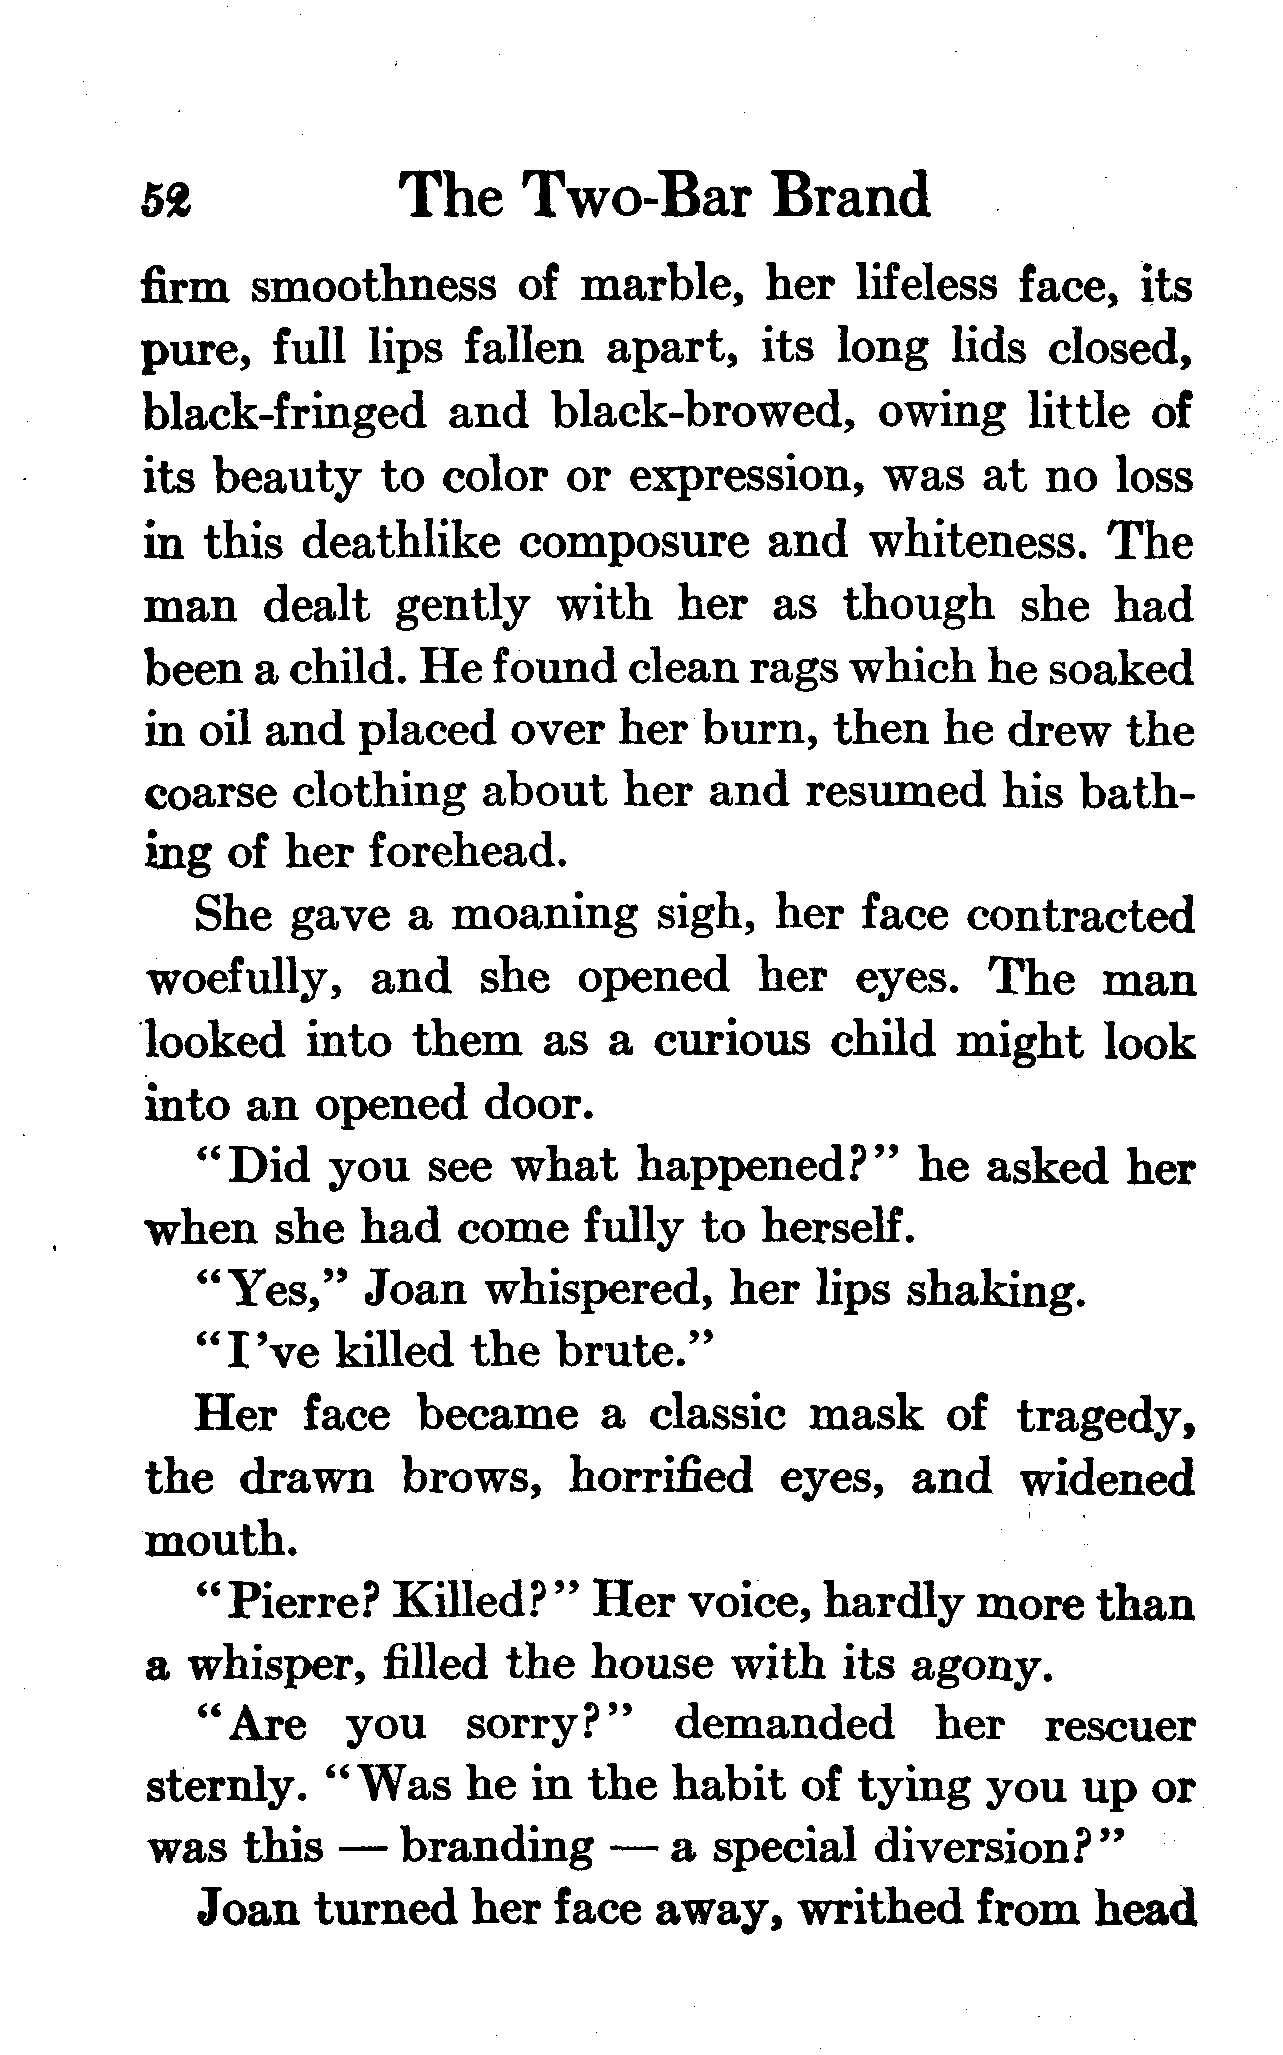 52 The Two-Bar Brand
firm smoothness of marble, her lifeless face, its
pure, full lips fallen apart, its long lids closed,
black-fringed and black-browed, owing little of
its beauty to color or expression, was at no loss
in this deathlike composure and whiteness. The
man dealt gently with her as though she had
been a child. He found clean rags which he soaked
in oil and placed over her burn, then he drew the
coarse clothing about her and resumed his bath-
ing of her forehead.
She gave a moaning sigh, her face contracted
woefully, and she opened her eyes. The man
looked into them as a curious child might look
into an opened door.
“Did you see what happened?” he asked her
when she had come fully to herself.
“Yes,” Joan whispered, her lips shaking.
“I’ve killed the brute.”
Her face became a classic mask of tragedy,
the drawn brows, horrified eyes, and widened
mouth.
“Pierre? Killed?” Her voice, hardly more than
a whisper, filled the house with its agony.
“Are you sorry?” demanded her rescuer
sternly. “Was he in the habit of tying you up or
was this — branding — a special diversion?”
Joan turned her face away, writhed from head